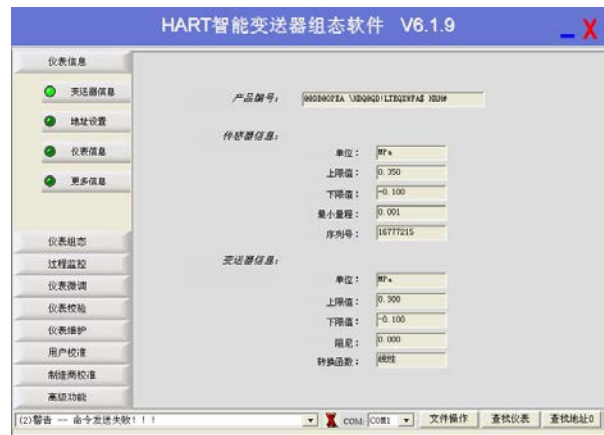 HART智能变送器组态软件 V6.1.9
仪表信息
变送器信息
地址设置
仪表信息
更多信息
仪表组态
过程监控
仪表微调
仪表校验
仪表维护
用户校准
制造商校准
高级功能
产品编号:
传感器信息:
单位: MPa
上限值: 0.350
下限值: -0.100
最小量程: 0.001
序列号: 16777215
变送器信息:
单位: MPa
上限值: 0.300
下限值: -0.100
阻尼: 0.000
转换函数: 线性
(2)警告 -- 命令发送失败!!! COM: COM1 文件操作 查找仪表 查找地址0